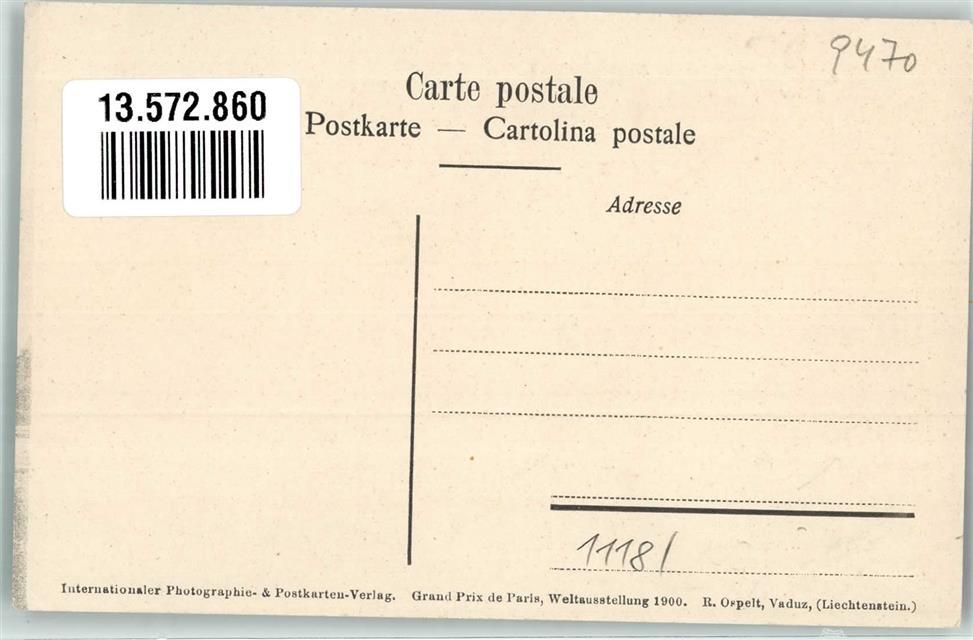 9470
Carte postale
13.572.860
Postkarte — Cartolina postale
Adresse
1118/
Internationaler Photographie- & Postkarten-Verlag. Grand Prix de Paris, Weltausstellung 1900. R. Ospelt, Vaduz, (Liechtenstein.)